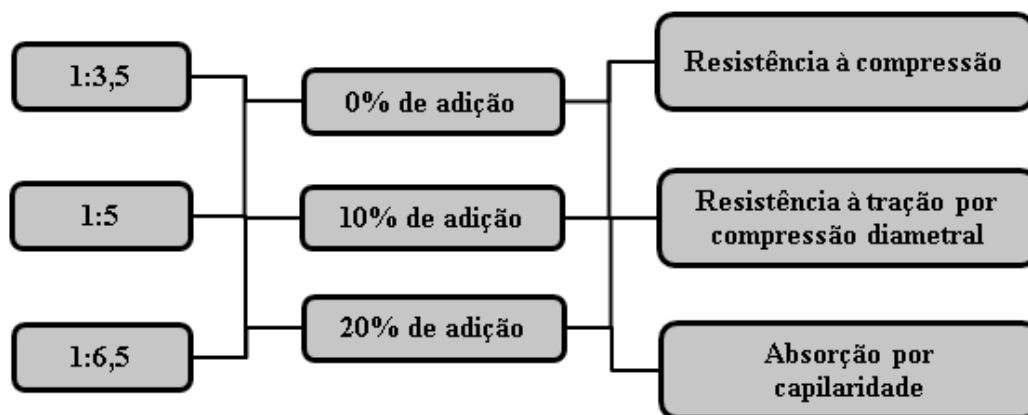 1:3,5
1:5
1:6,5
0% de adição
10% de adição
20% de adição
Resistência à compressão
Resistência à tração por
compressão diametral
Absorção por
capilaridade